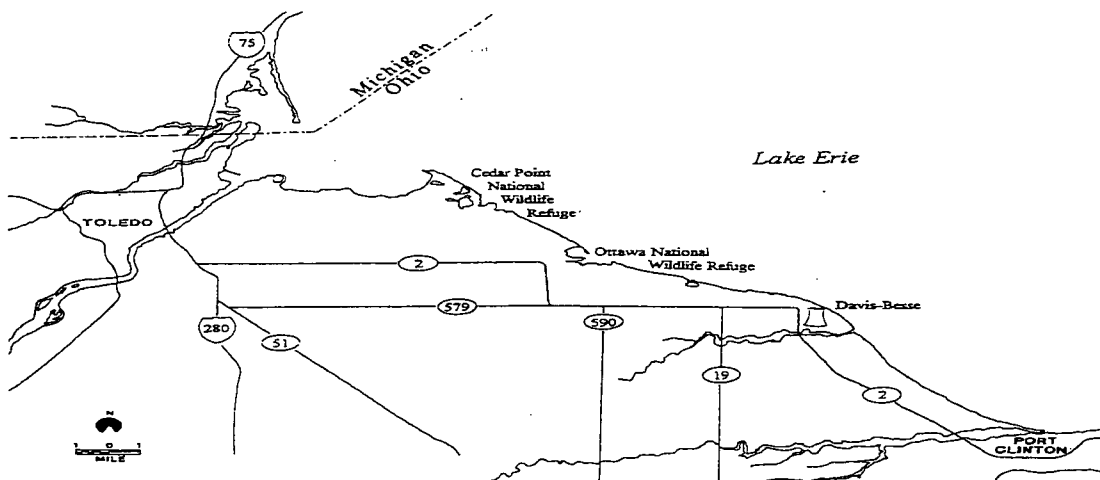 75
Michigan
Ohio
Lake Erie
Cedar Point
National
Wildlife
Refuge
TOLEDO
Ottawa National
Wildlife Refuge
2
579
Davis-Besse
590
280
51
19
2
N
1 0 1
MILE
PORT
CLINTON